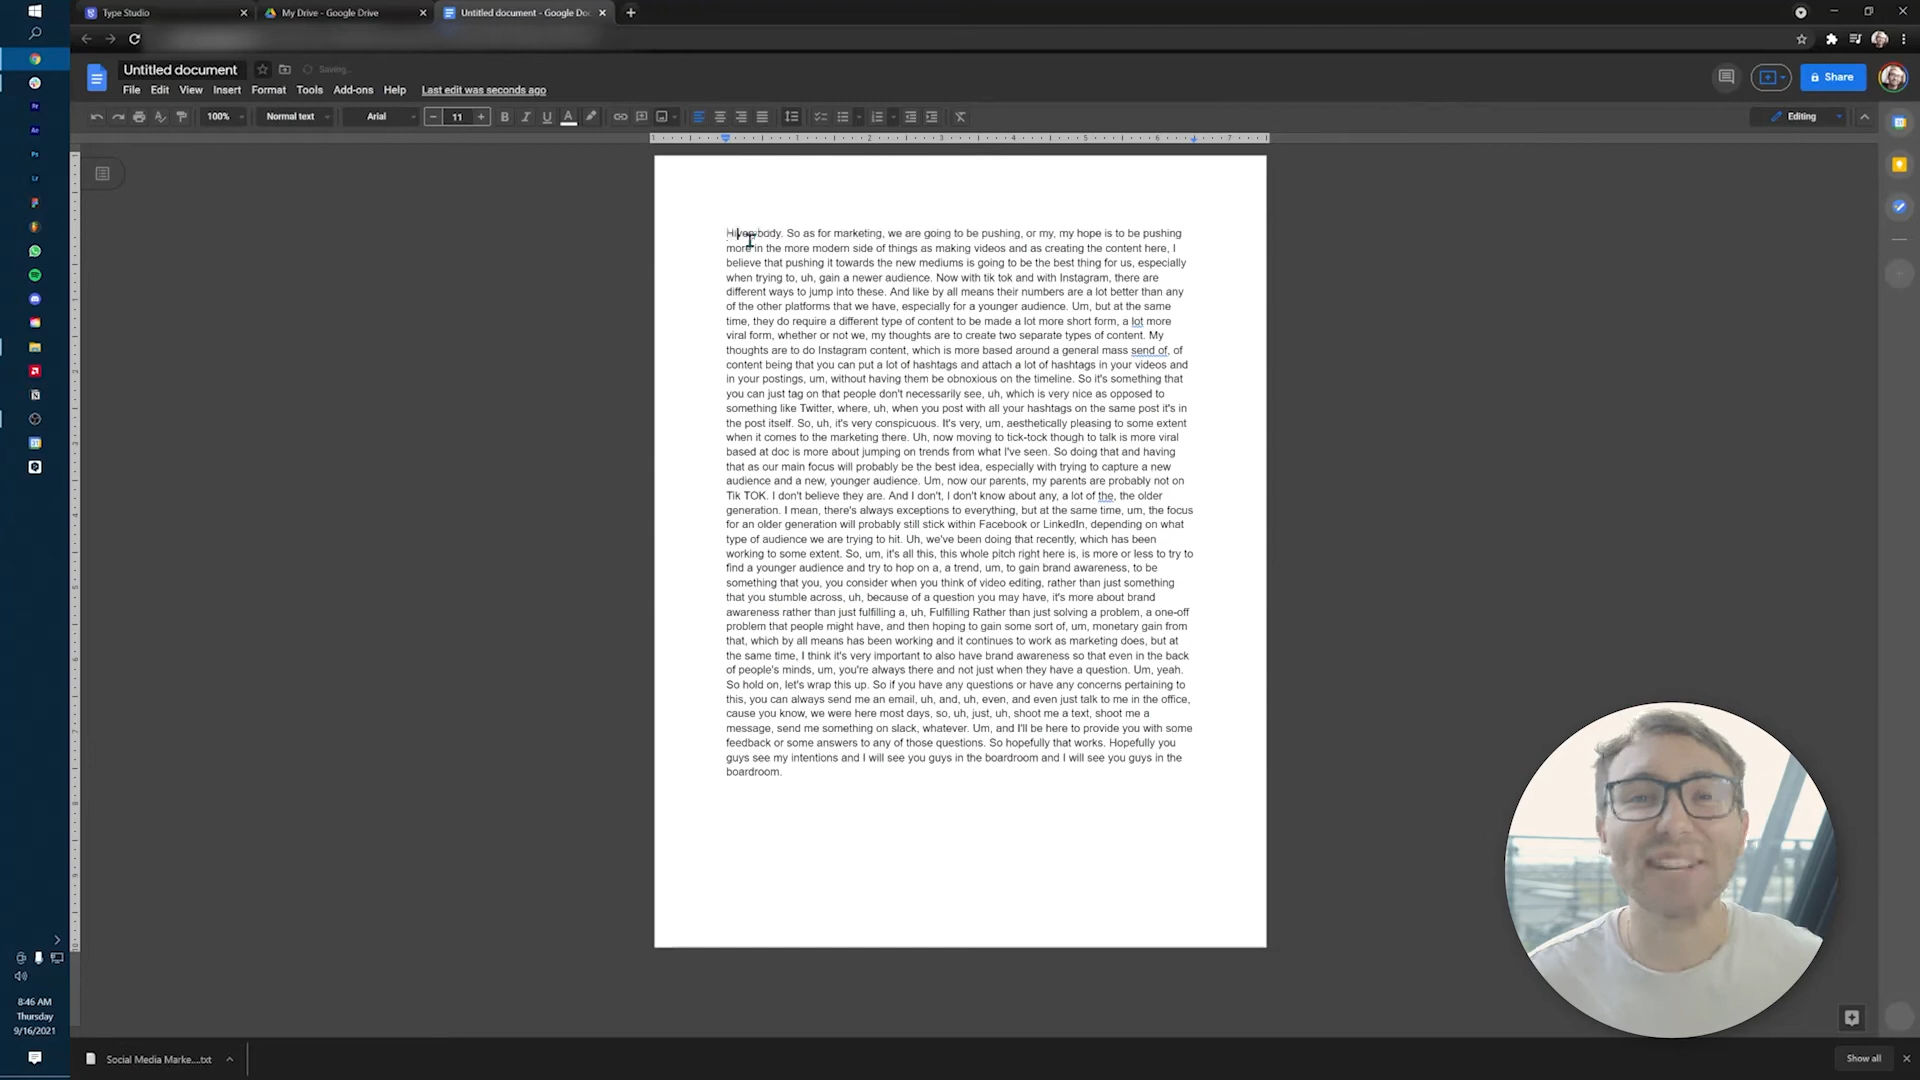 Type Studio
My Drive - Google Drive
Untitled document - Google Do
Untitled document
Saving...
File Edit View Insert Format Tools Add-ons Help Last edit was seconds ago
Share
100% Normal text Arial 11
Editing
1 1 2 3 4 5 6 7
body. So as for marketing, we are going to be pushing, or my, my hope is to be pushing
more in the more modern side of things as making videos and as creating the content here, I
believe that pushing it towards the new mediums is going to be the best thing for us, especially
when trying to, uh, gain a newer audience. Now with tik tok and with Instagram, there are
different ways to jump into these. And like by all means their numbers are a lot better than any
of the other platforms that we have, especially for a younger audience. Um, but at the same
time, they do require a different type of content to be made a lot more short form, a lot more
viral form, whether or not we, my thoughts are to create two separate types of content. My
thoughts are to do Instagram content, which is more based around a general mass send of, of
content being that you can put a lot of hashtags and attach a lot of hashtags in your videos and
in your postings, um, without having them be obnoxious on the timeline. So it's something that
you can just tag on that people don't necessarily see, uh, which is very nice as opposed to
something like Twitter, where, uh, when you post with all your hashtags on the same post it's in
the post itself. So, uh, it's very conspicuous. It's very, um, aesthetically pleasing to some extent
when it comes to the marketing there. Uh, now moving to tick-tock though to talk is more viral
based at doc is more about jumping on trends from what I've seen. So doing that and having
that as our main focus will probably be the best idea, especially with trying to capture a new
audience and a new, younger audience. Um, now our parents, my parents are probably not on
Tik TOK. I don't believe they are. And I don't, I don't know about any, a lot of the, the older
generation. I mean, there's always exceptions to everything, but at the same time, um, the focus
for an older generation will probably still stick within Facebook or LinkedIn, depending on what
type of audience we are trying to hit. Uh, we've been doing that recently, which has been
working to some extent. So, um, it's all this, this whole pitch right here is, is more or less to try to
find a younger audience and try to hop on a, a trend, um, to gain brand awareness, to be
something that you, you consider when you think of video editing, rather than just something
that you stumble across, uh, because of a question you may have, it's more about brand
awareness rather than just fulfilling a, uh, Fulfilling Rather than just solving a problem, a one-off
problem that people might have, and then hoping to gain some sort of, um, monetary gain from
that, which by all means has been working and it continues to work as marketing does, but at
the same time, I think it's very important to also have brand awareness so that even in the back
of people's minds, um, you're always there and not just when they have a question. Um, yeah.
So hold on, let's wrap this up. So if you have any questions or have any concerns pertaining to
this, you can always send me an email, uh, and, uh, even, and even just talk to me in the office,
cause you know, we were here most days, so, uh, just, uh, shoot me a text, shoot me a
message, send me something on slack, whatever. Um, and I'll be here to provide you with some
feedback or some answers to any of those questions. So hopefully that works. Hopefully you
guys see my intentions and I will see you guys in the boardroom and I will see you guys in the
boardroom.
8:46 AM
Thursday
9/16/2021
Social Media Marke....txt
Show all